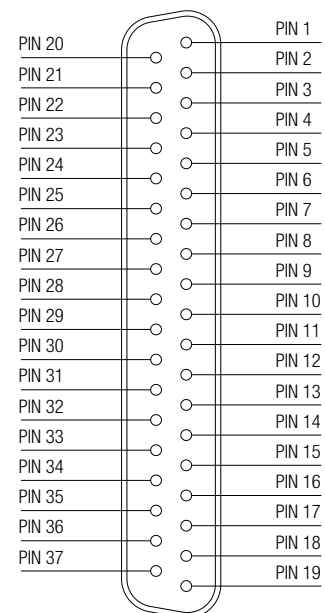 PIN 1
PIN 20
PIN 2
PIN 21
PIN 3
PIN 22
PIN 4
PIN 23
PIN 5
PIN 24
PIN 6
PIN 25
PIN 7
PIN 26
PIN 8
PIN 27
PIN 9
PIN 28
PIN 10
PIN 29
PIN 11
PIN 30
PIN 12
PIN 31
PIN 13
PIN 32
PIN 14
PIN 33
PIN 15
PIN 34
PIN 16
PIN 35
PIN 17
PIN 36
PIN 18
PIN 37
PIN 19